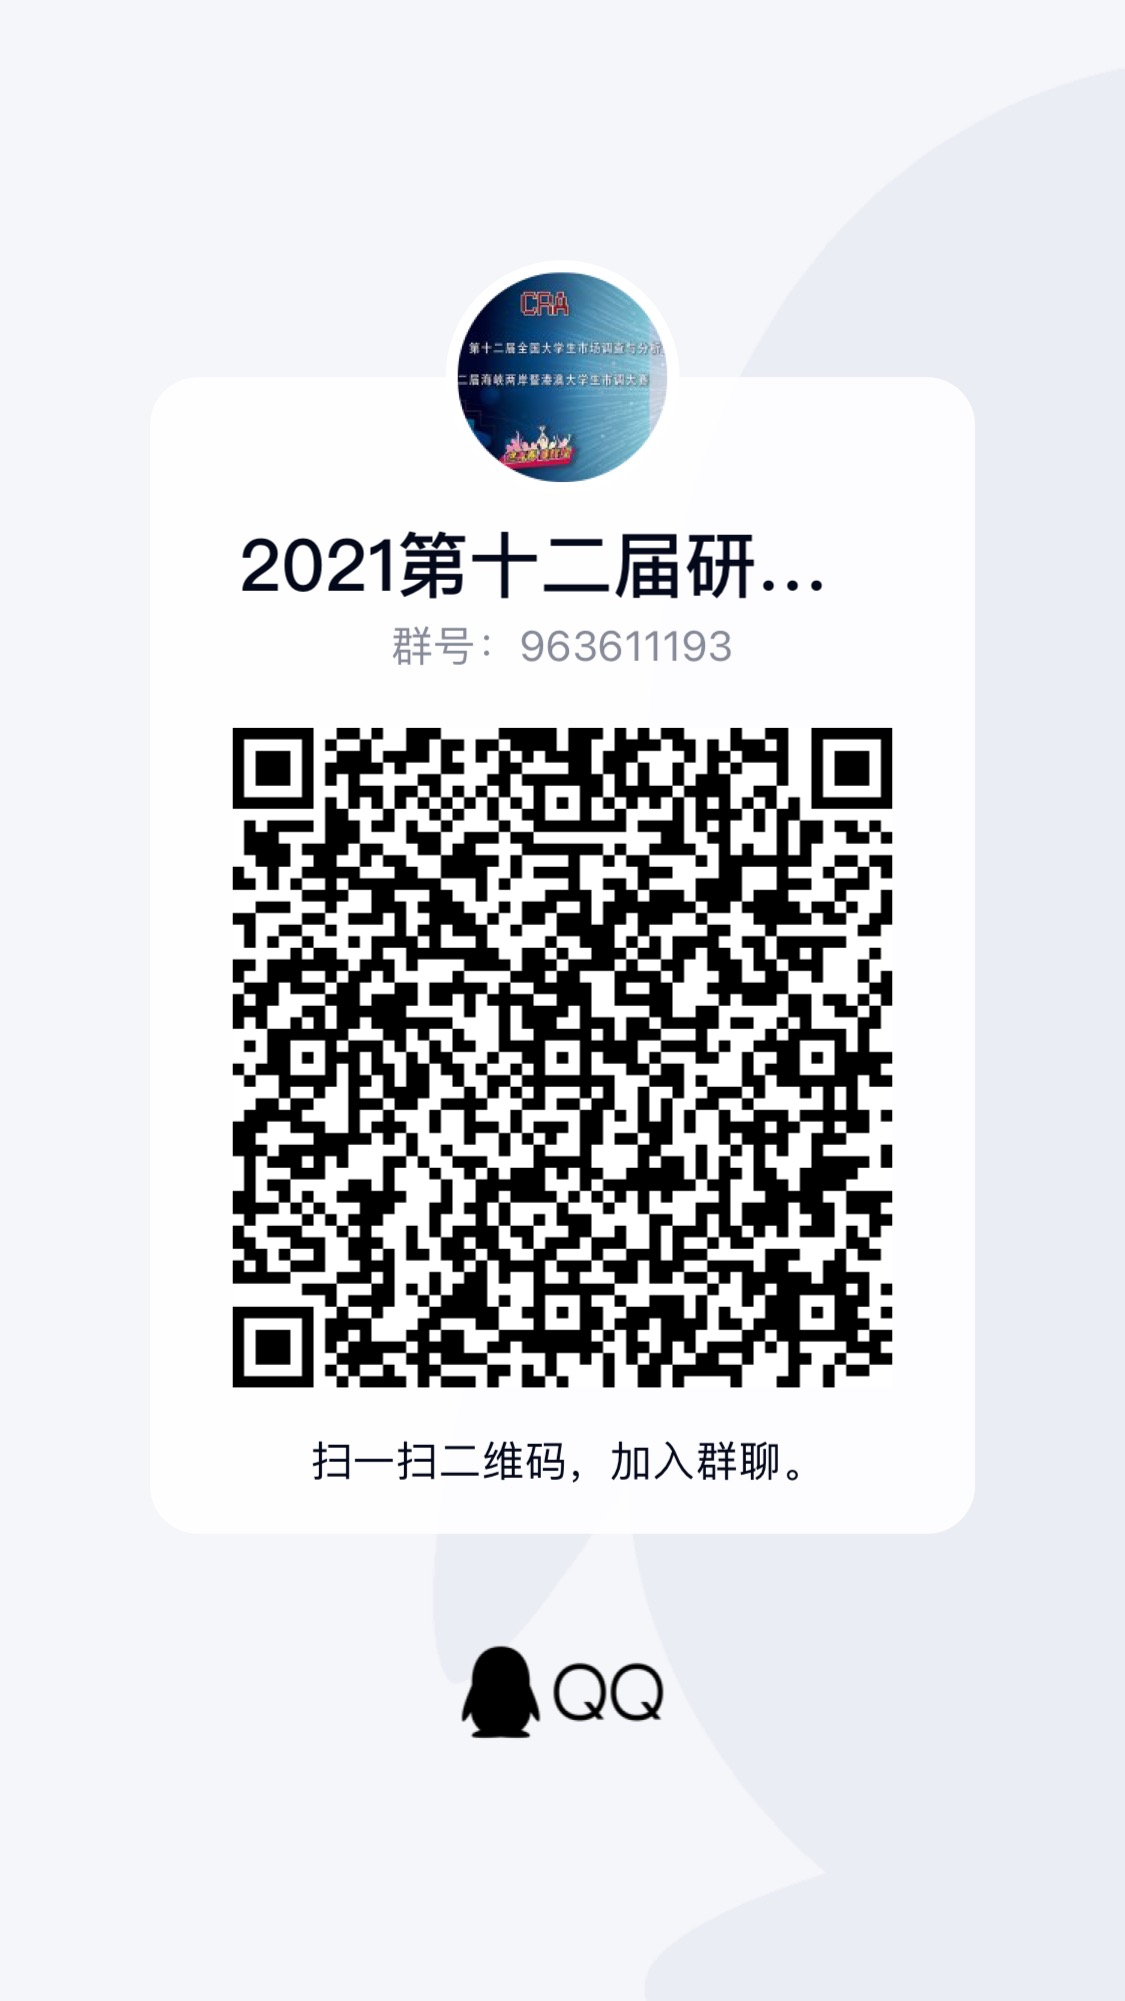 CRA
第十二届全国大学生市场调查与分析
二届海峡两岸暨港澳大学生市调大赛
2021第十二届研...
群号：963611193
扫一扫二维码，加入群聊。
QQ